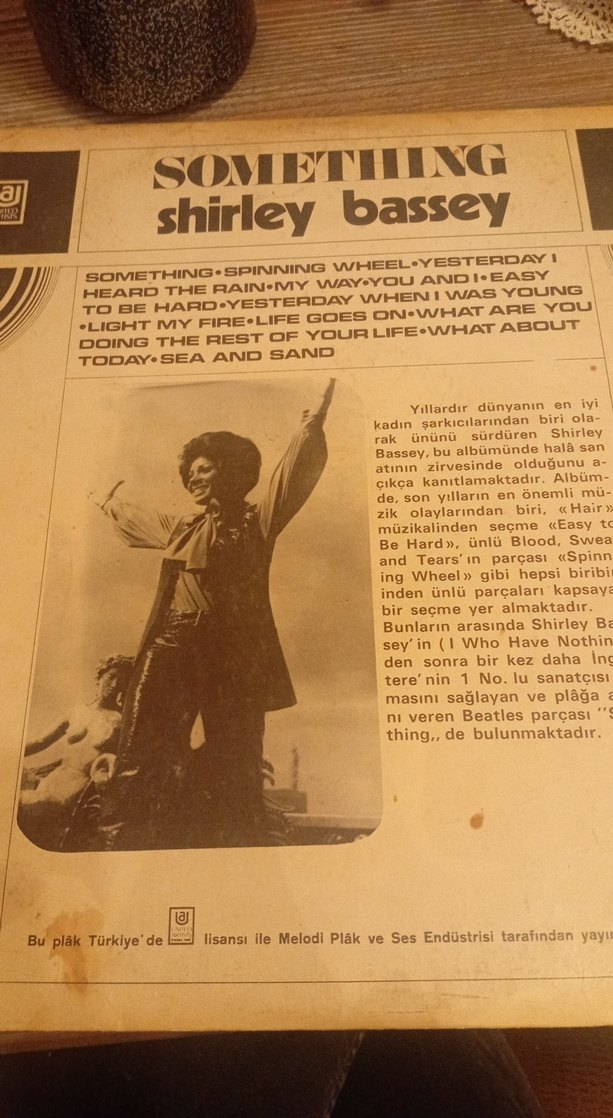 SOMETHING
shirley bassey
UNITED
ARTISTS
SOMETHING•SPINNING WHEEL•YESTERDAY I
HEARD THE RAIN•MY WAY•YOU AND I•EASY
TO BE HARD•YESTERDAY WHEN I WAS YOUNG
•LIGHT MY FIRE•LIFE GOES ON•WHAT ARE YOU
DOING THE REST OF YOUR LIFE•WHAT ABOUT
TODAY•SEA AND SAND
Yıllardır dünyanın en iyi
kadın şarkıcılarından biri ola-
rak ününü sürdüren Shirley
Bassey, bu albümünde halâ san
atının zirvesinde olduğunu a-
çıkça kanıtlamaktadır. Albüm-
de, son yılların en önemli mü-
zik olaylarından biri, «Hair»
müzikalinden seçme «Easy to
Be Hard», ünlü Blood, Swea
and Tears'ın parçası «Spinn
ing Wheel» gibi hepsi biribir
inden ünlü parçaları kapsaya
bir seçme yer almaktadır.
Bunların arasında Shirley Ba
sey'in (I Who Have Nothin
den sonra bir kez daha İng
tere'nin 1 No. lu sanatçısı
masını sağlayan ve plâğa a
nı veren Beatles parçası ''S
thing,, de bulunmaktadır.
Bu plâk Türkiye'de UNITED ARTISTS lisansı ile Melodi Plâk ve Ses Endüstrisi tarafından yayır